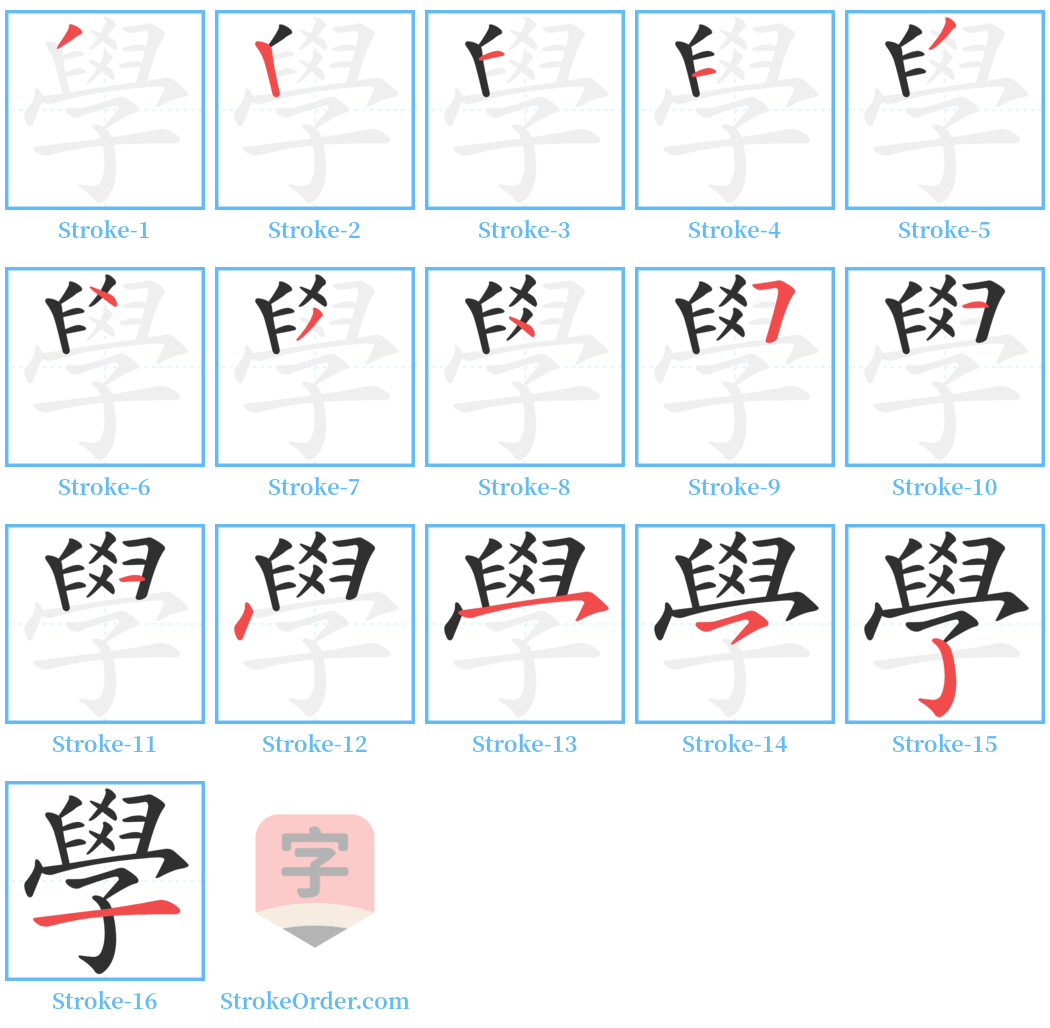 Stroke-1 Stroke-2 Stroke-3 Stroke-4 Stroke-5
Stroke-6 Stroke-7 Stroke-8 Stroke-9 Stroke-10
Stroke-11 Stroke-12 Stroke-13 Stroke-14 Stroke-15
學
字
Stroke-16 StrokeOrder.com